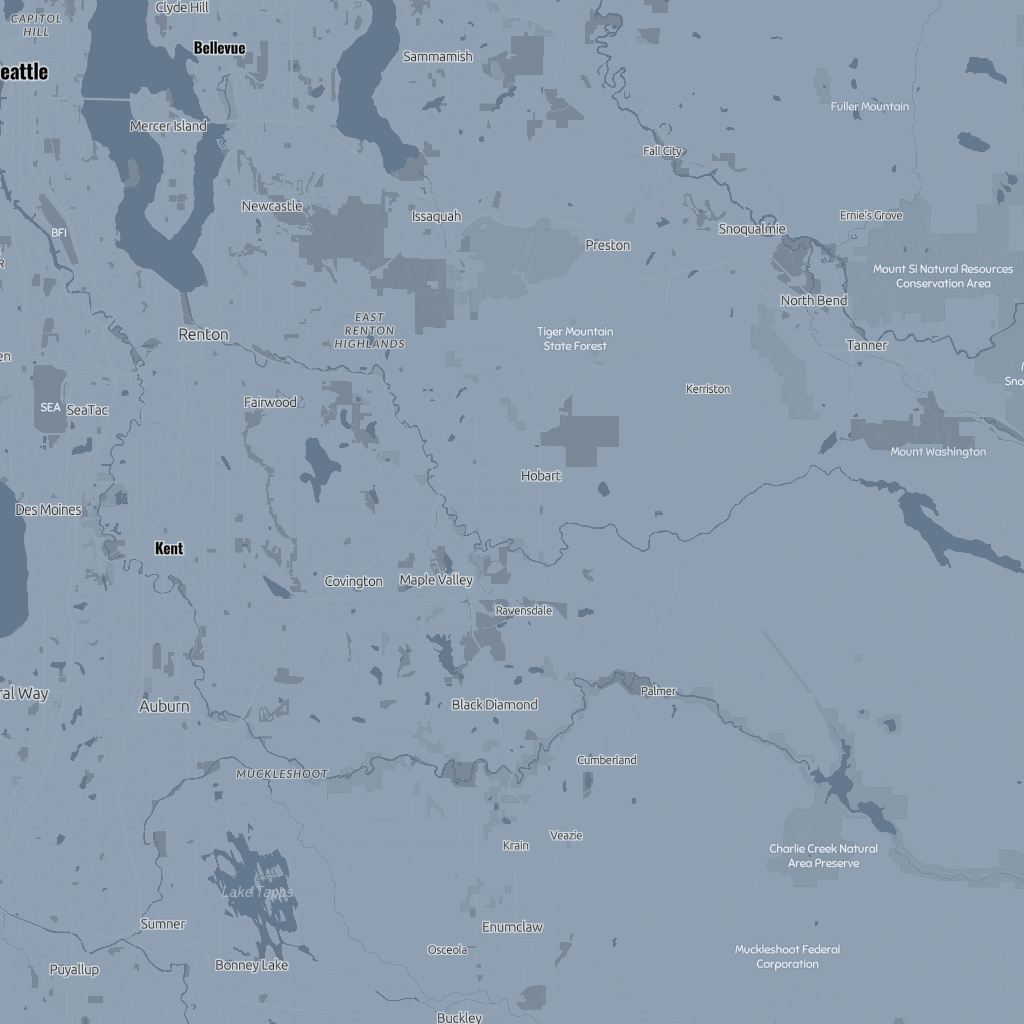 Clyde Hill
CAPITOL
HILL
Bellevue
Sammamish
eattle
Fuller Mountain
Mercer Island
Fall City
Newcastle
Issaquah
Ernie's Grove
BFI
Snoqualmie
Preston
Mount Si Natural Resources
Conservation Area
North Bend
EAST
RENTON
HIGHLANDS
Renton
Tiger Mountain
State Forest
Tanner
en
Sno
Kerriston
SEA
SeaTac
Fairwood
Mount Washington
Hobart
Des Moines
Kent
Covington
Maple Valley
Ravensdale
ral Way
Palmer
Auburn
Black Diamond
Cumberland
MUCKLESHOOT
Veazie
Krain
Charlie Creek Natural
Area Preserve
Lake Tapps
Sumner
Enumclaw
Osceola
Muckleshoot Federal
Corporation
Bonney Lake
Puyallup
Buckley